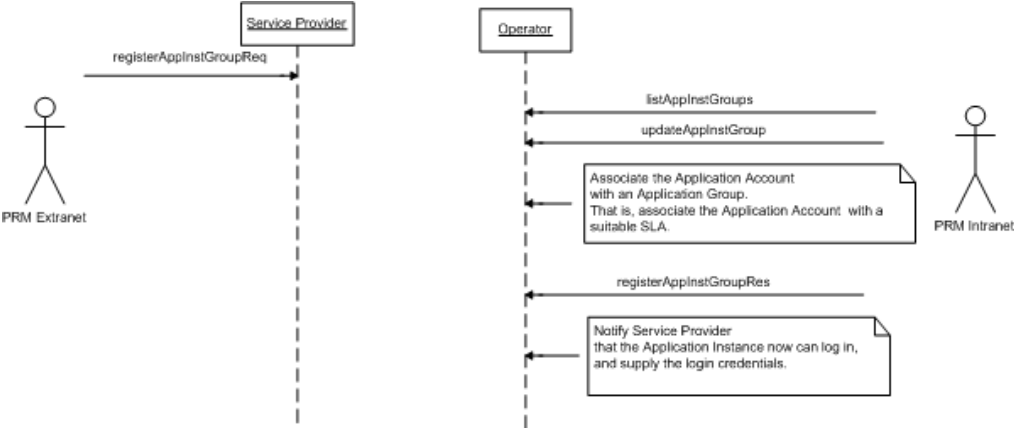 Service Provider
Operator
registerAppInstGroupReq
listAppInstGroups
updateAppInstGroup
Associate the Application Account
with an Application Group.
That is, associate the Application Account with a
suitable SLA.
PRM Extranet
PRM Intranet
registerAppInstGroupRes
Notify Service Provider
that the Application Instance now can log in,
and supply the login credentials.